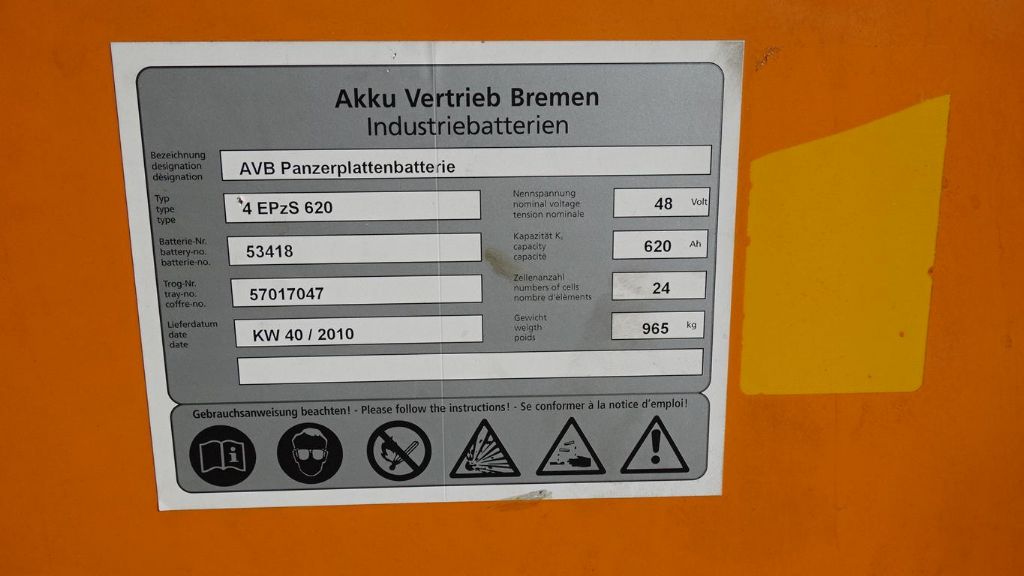 Akku Vertrieb Bremen
Industriebatterien
Bezeichnung
designation
désignation
AVB Panzerplattenbatterie
Typ
type
type
4 EPzS 620
Nennspannung
nominal voltage
tension nominale
48 Volt
Batterie-Nr.
battery-no.
batterie-no.
53418
Kapazität K,
capacity
capacité
620 Ah
Trog-Nr.
tray-no.
coffre-no.
57017047
Zellenanzahl
numbers of cells
nombre d'élèments
24
Lieferdatum
date
date
KW 40 / 2010
Gewicht
weigth
poids
965 kg
Gebrauchsanweisung beachten! - Please follow the instructions! - Se conformer à la notice d'emploi!